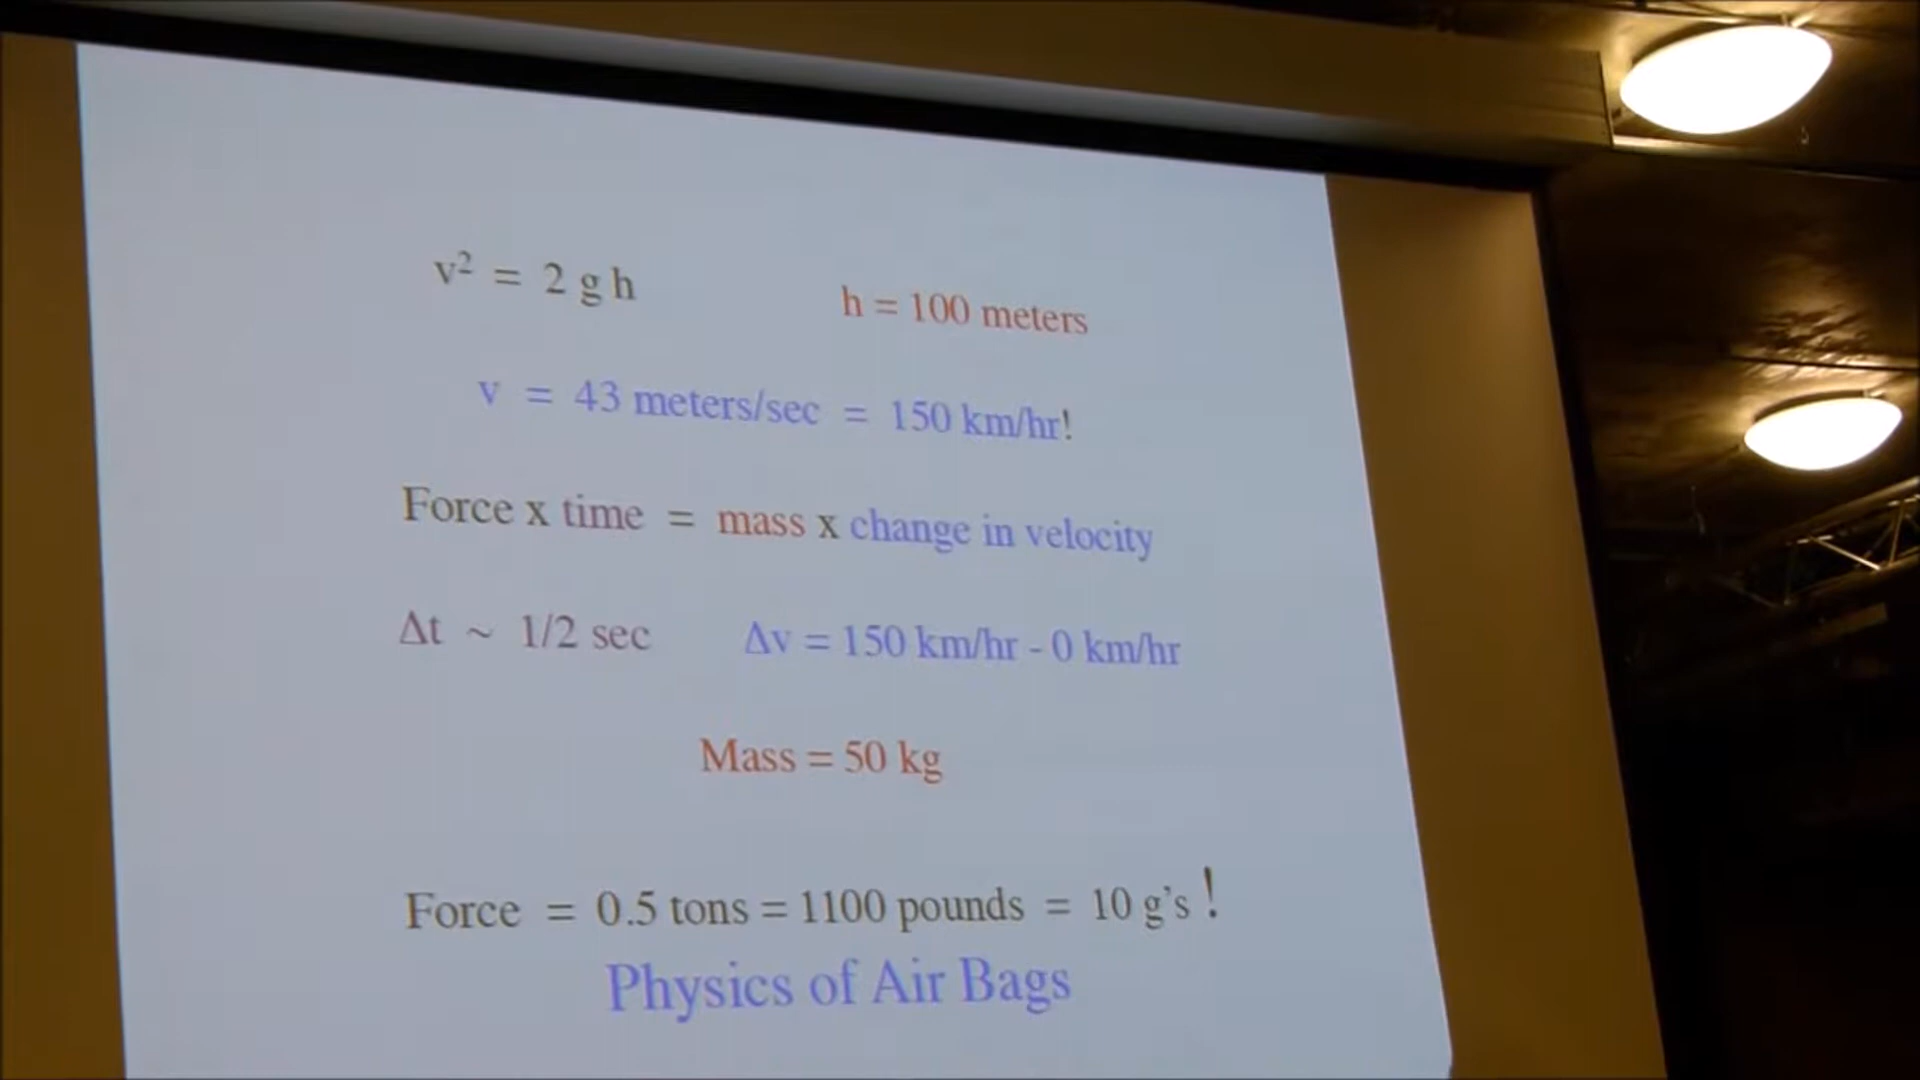 v² = 2 g h
h = 100 meters
v = 43 meters/sec = 150 km/hr!
Force x time = mass x change in velocity
Δt ~ 1/2 sec Δv = 150 km/hr - 0 km/hr
Mass = 50 kg
Force = 0.5 tons = 1100 pounds = 10 g's !
Physics of Air Bags